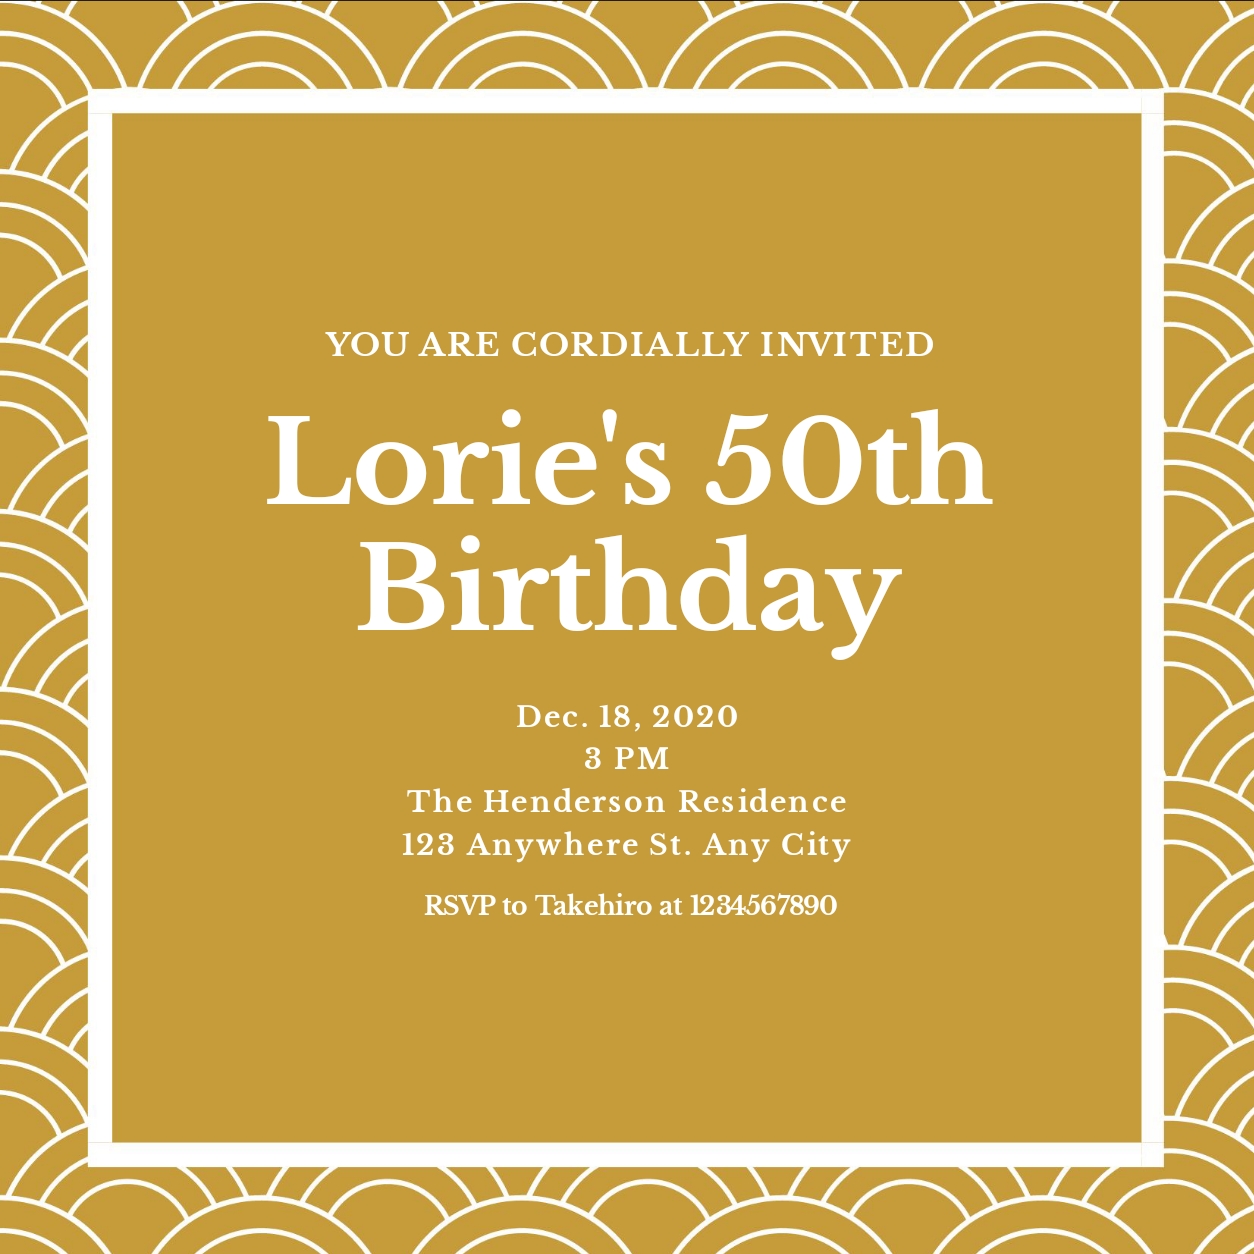 YOU ARE CORDIALLY INVITED
Lorie's 50th
Birthday
Dec. 18, 2020
3 PM
The Henderson Residence
123 Anywhere St. Any City
RSVP to Takehiro at 1234567890